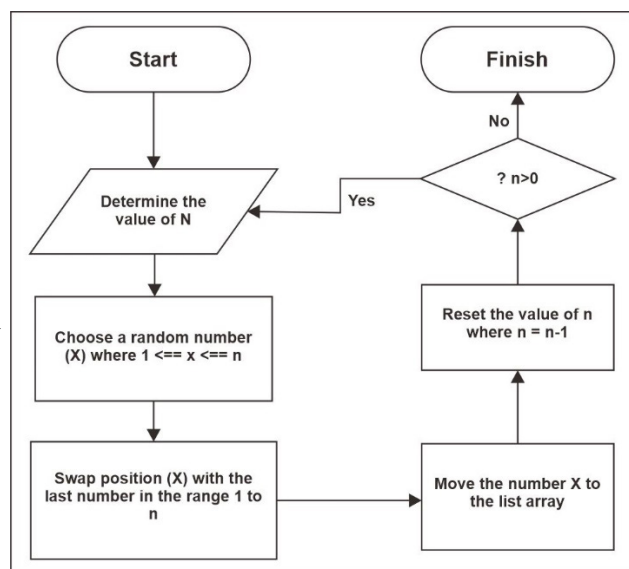 Start
Determine the
value of N
Choose a random number
(X) where 1 <== x <== n
Swap position (X) with the
last number in the range 1 to
n
Move the number X to
the list array
Reset the value of n
where n = n-1
? n>0
Yes
No
Finish